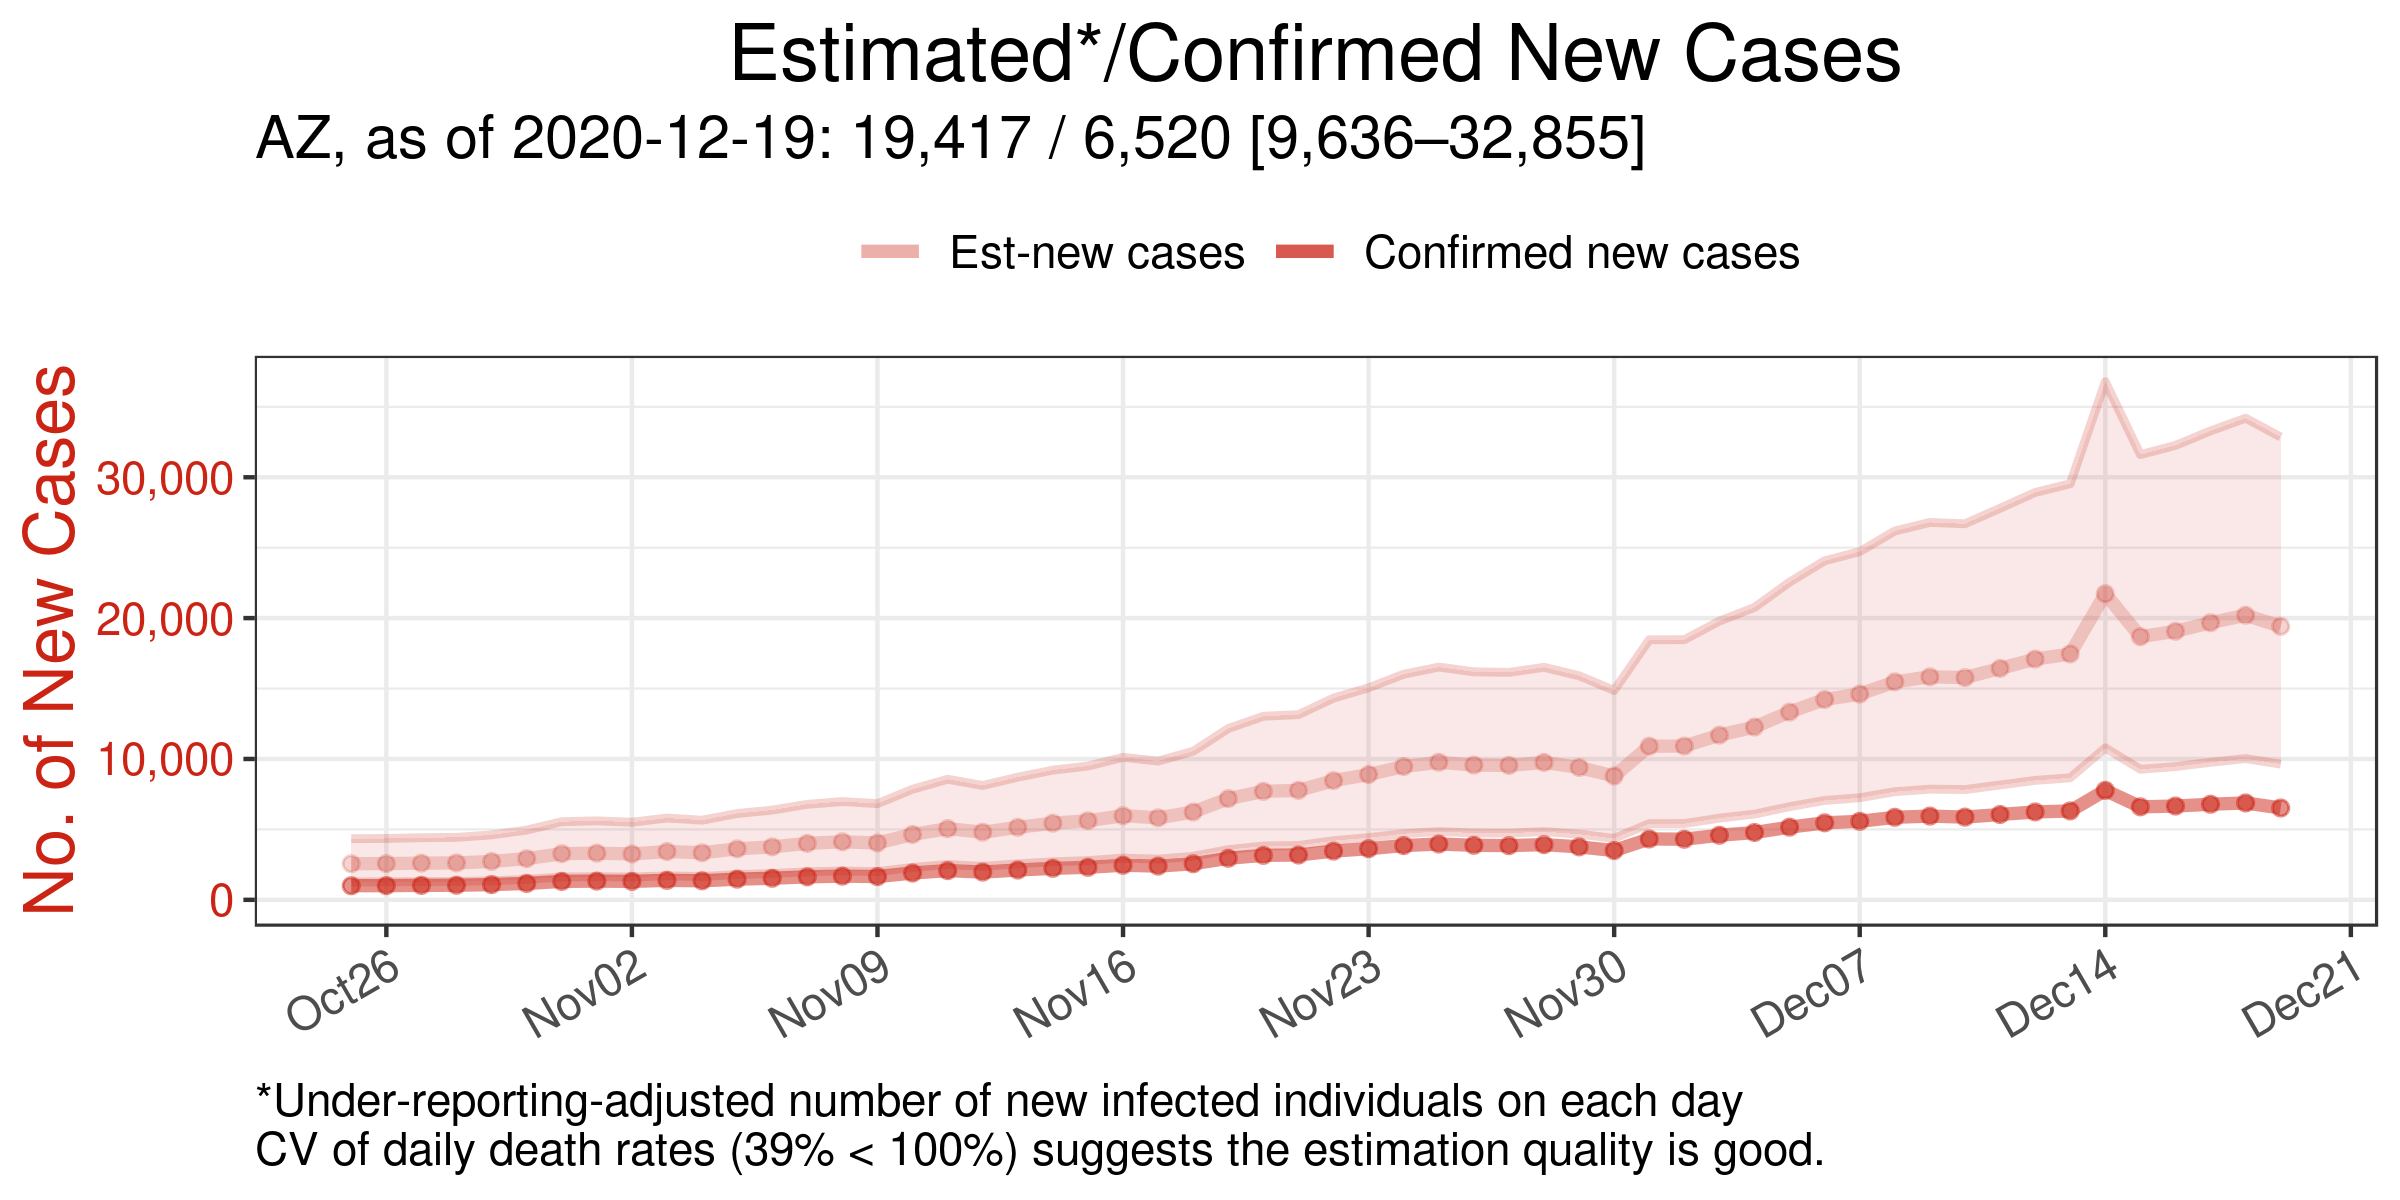 Estimated*/Confirmed New Cases
AZ, as of 2020-12-19: 19,417 / 6,520 [9,636–32,855]
Est-new cases
Confirmed new cases
No. of New Cases
30,000
20,000
10,000
0
Oct26
Nov02
Nov09
Nov16
Nov23
Nov30
Dec07
Dec14
Dec21
*Under-reporting-adjusted number of new infected individuals on each day
CV of daily death rates (39% < 100%) suggests the estimation quality is good.